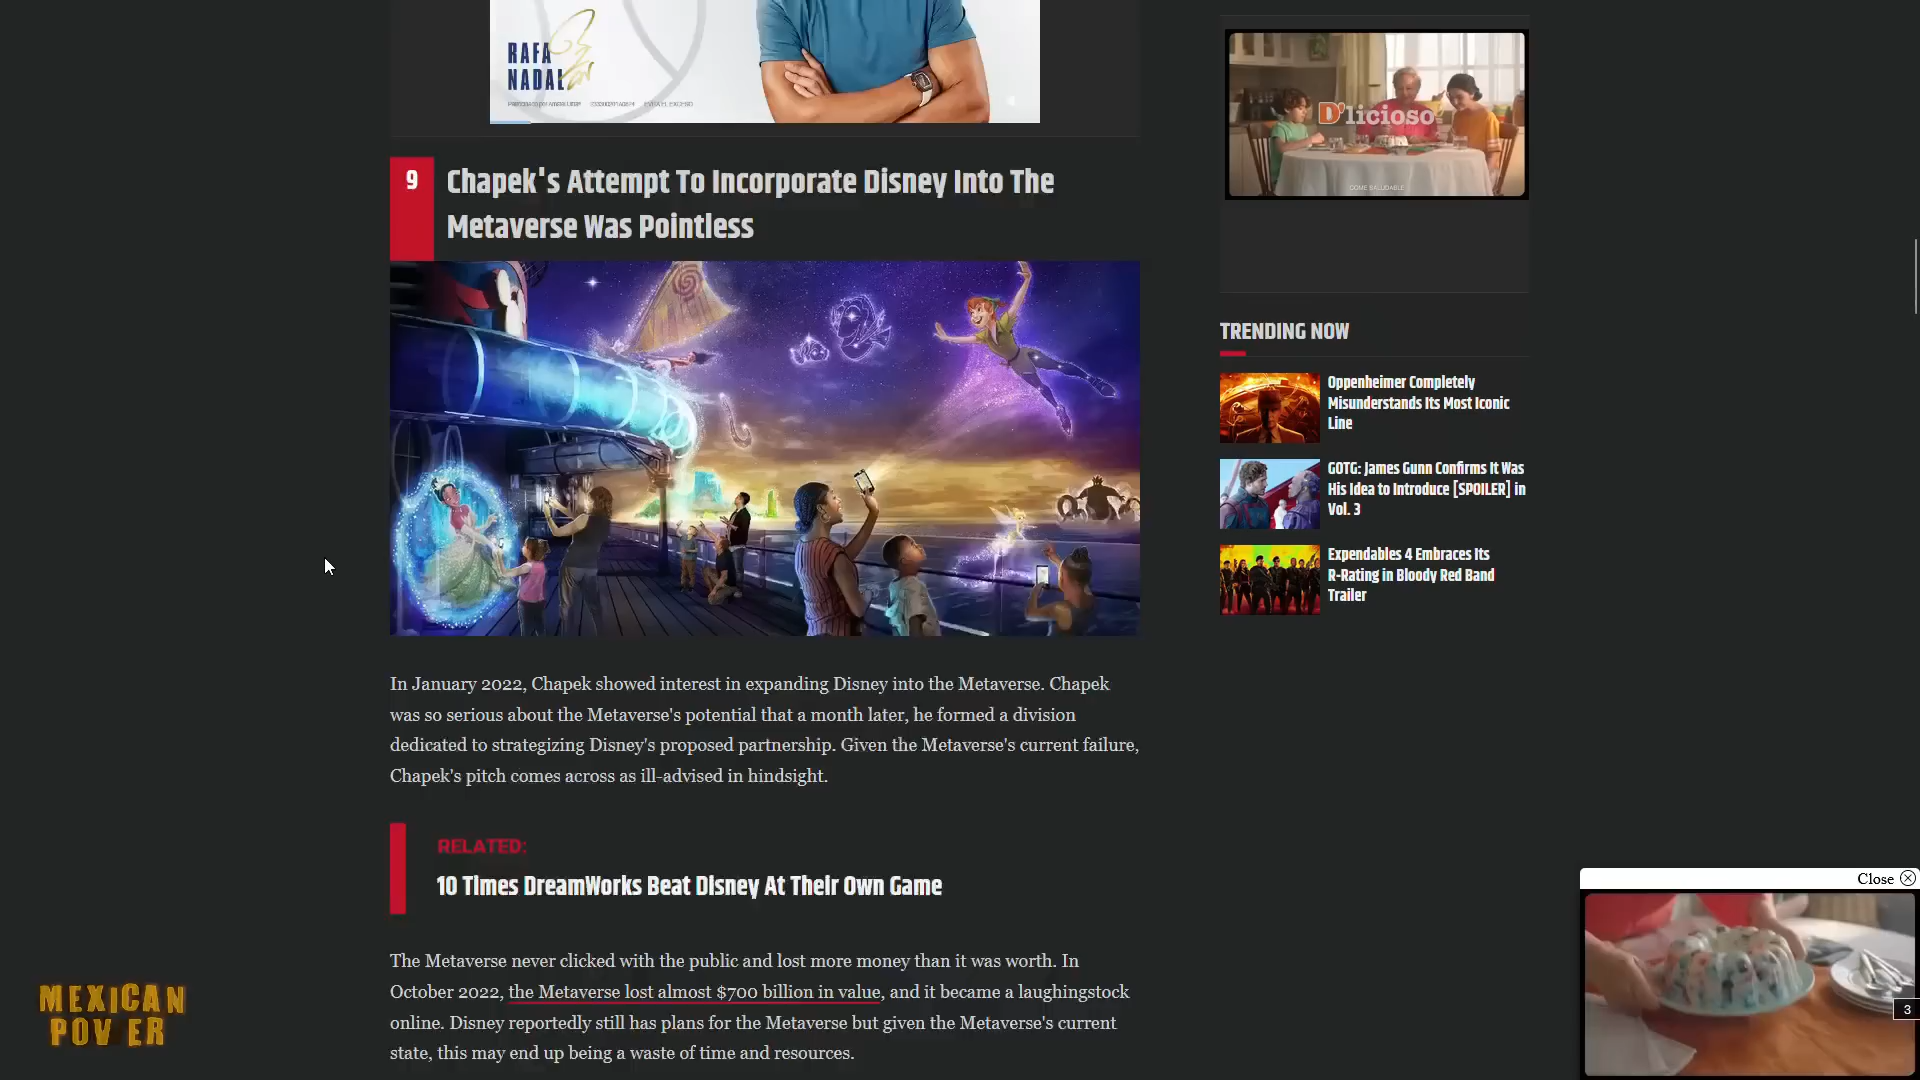 RAFA
NADAL
D'licioso
COME SALUDABLE
9
Chapek's Attempt To Incorporate Disney Into The
Metaverse Was Pointless
TRENDING NOW
Oppenheimer Completely
Misunderstands Its Most Iconic
Line
GOTG: James Gunn Confirms It Was
His Idea to Introduce [SPOILER] in
Vol. 3
Expendables 4 Embraces Its
R-Rating in Bloody Red Band
Trailer
In January 2022, Chapek showed interest in expanding Disney into the Metaverse. Chapek
was so serious about the Metaverse's potential that a month later, he formed a division
dedicated to strategizing Disney's proposed partnership. Given the Metaverse's current failure,
Chapek's pitch comes across as ill-advised in hindsight.
RELATED:
10 Times DreamWorks Beat Disney At Their Own Game
The Metaverse never clicked with the public and lost more money than it was worth. In
October 2022, the Metaverse lost almost $700 billion in value, and it became a laughingstock
online. Disney reportedly still has plans for the Metaverse but given the Metaverse's current
state, this may end up being a waste of time and resources.
Close
3
MEXICAN